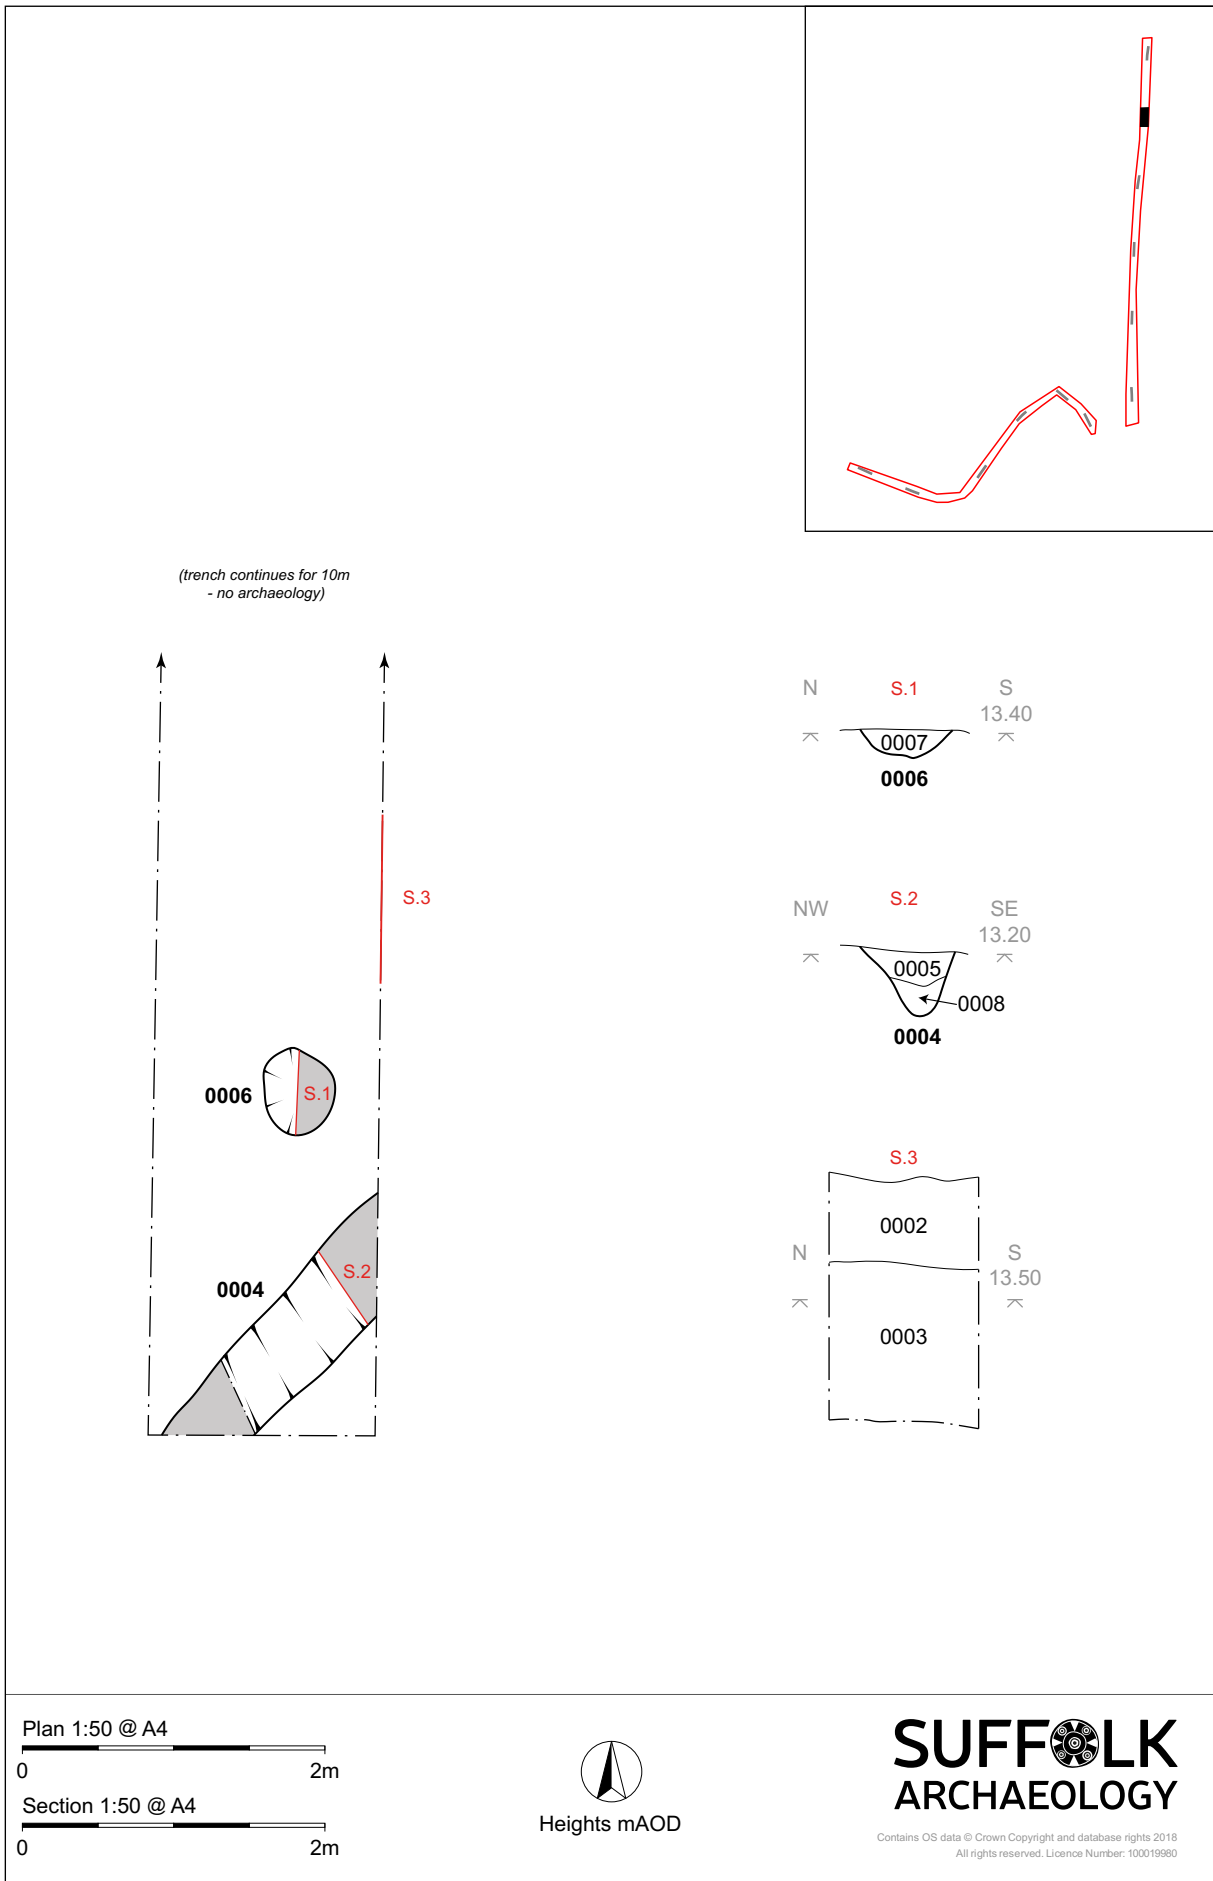 (trench continues for 10m
- no archaeology)
S.3
0006
S.1
0004
S.2
N
S.1
S
13.40
0007
0006
NW
S.2
SE
13.20
0005
0008
0004
S.3
0002
N
S
13.50
0003
Plan 1:50 @ A4
0
2m
Section 1:50 @ A4
0
2m
Heights mAOD
SUFFOLK
ARCHAEOLOGY
Contains OS data © Crown Copyright and database rights 2018
All rights reserved. Licence Number: 100019980